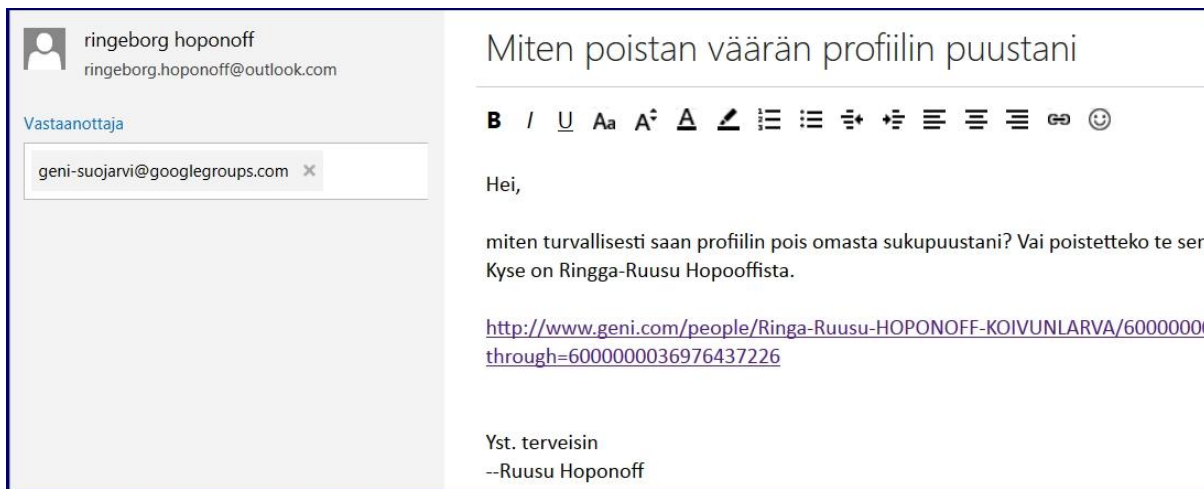 ringeborg hoponoff
ringeborg.hoponoff@outlook.com
Vastaanottaja
geni-suojarvi@googlegroups.com
Miten poistan väärän profiilin puustani
B I U Aa A A
Hei,
miten turvallisesti saan profiilin pois omasta sukupuustani? Vai poistetteko te
Kyse on Ringga-Ruusu Hopooffista.
http://www.geni.com/people/Ringa-Ruusu-HOPONOFF-KOIVUNLARVA/6000000
through=6000000036976437226
Yst. terveisin
--Ruusu Hoponoff